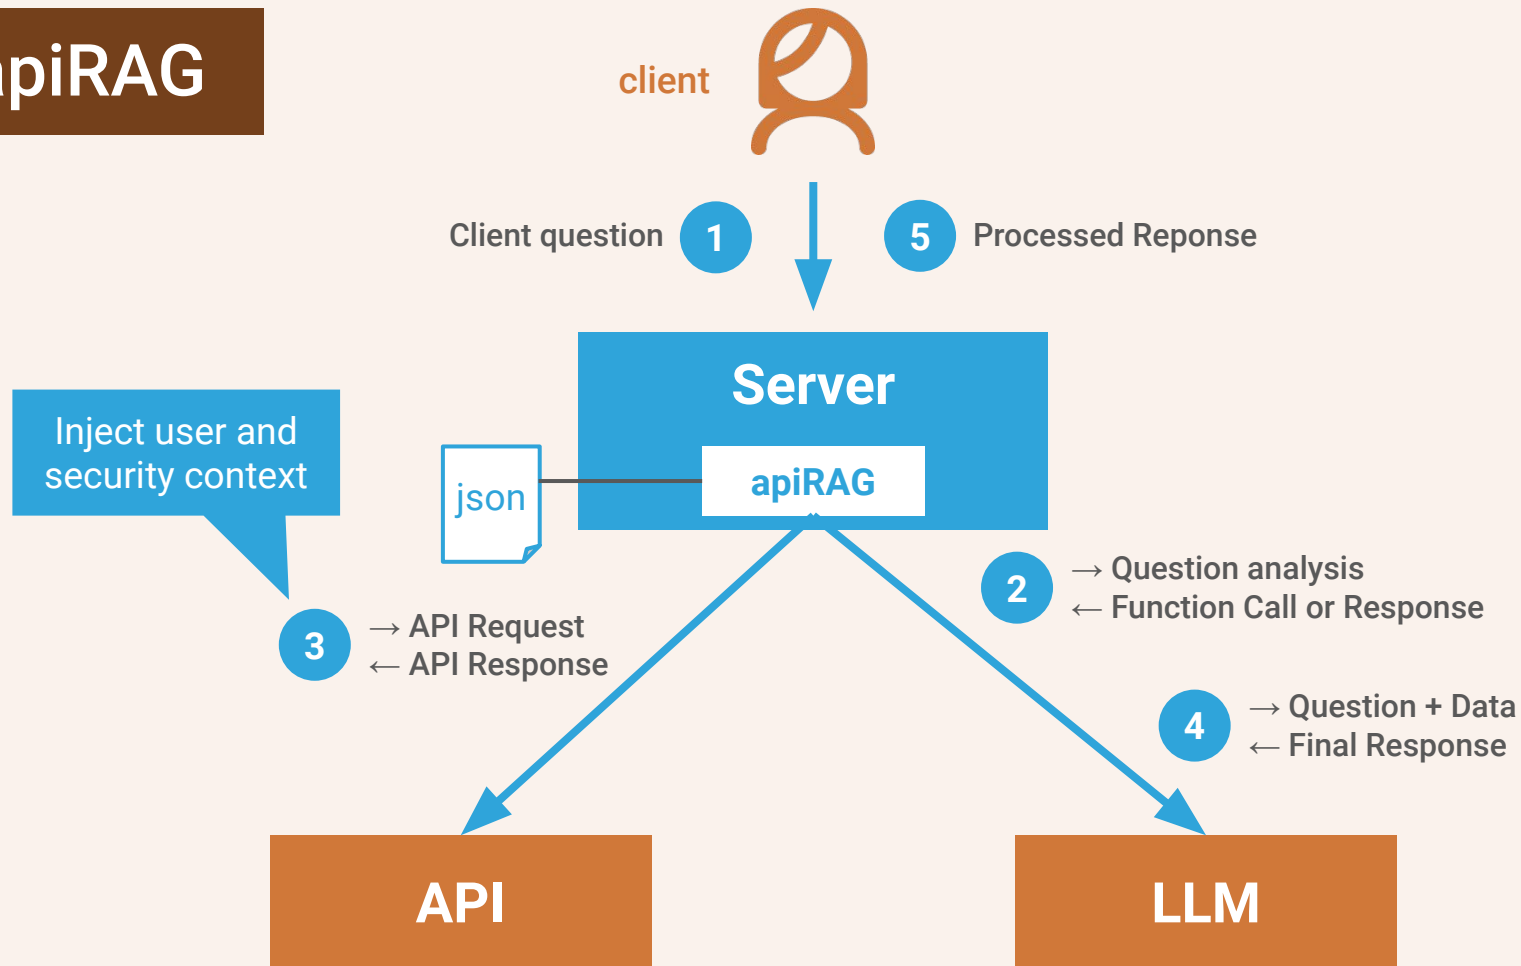 apiRAG
client
Client question
1
5
Processed Reponse
Server
Inject user and
security context
json
apiRAG
2
→ Question analysis
← Function Call or Response
3
→ API Request
← API Response
4
→ Question + Data
← Final Response
API
LLM